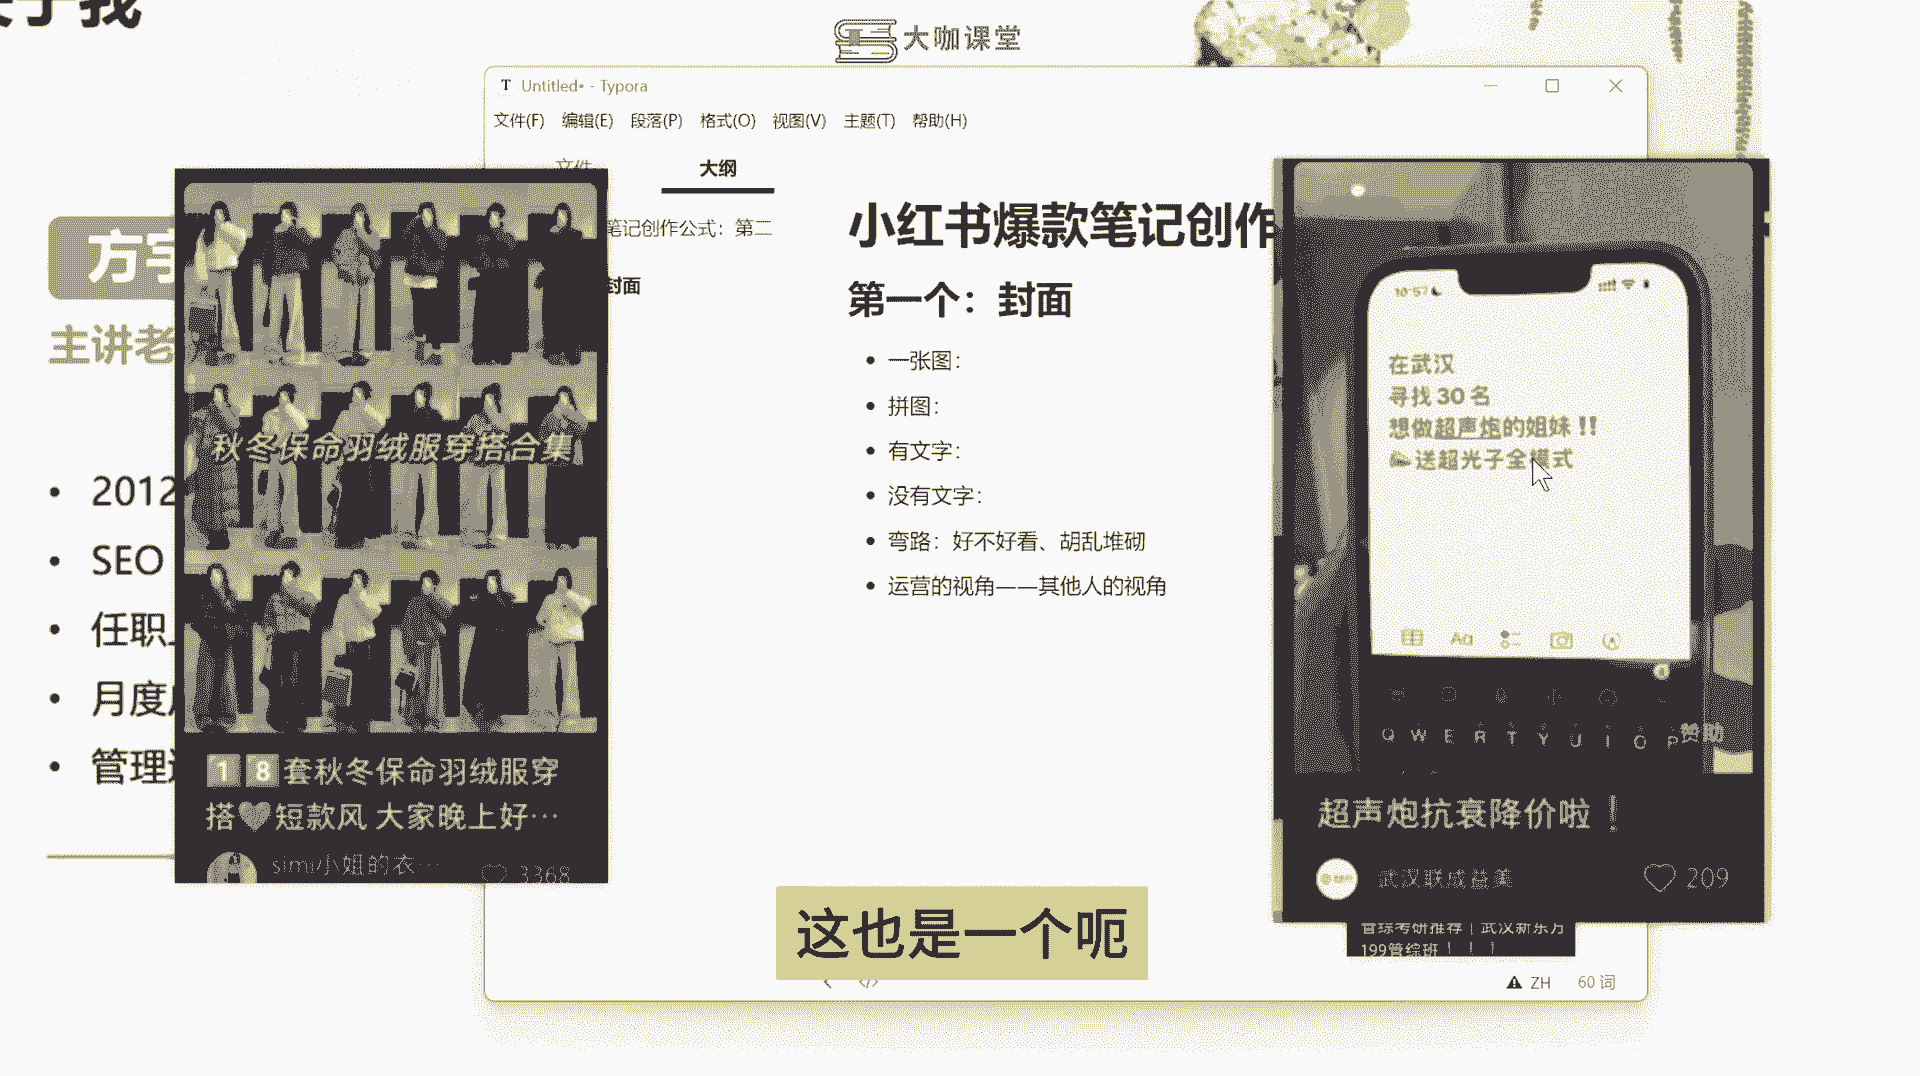 关于我
大咖课堂
Untitled• - Typora
文件(F) 编辑(E) 段落(P) 格式(O) 视图(V) 主题(T) 帮助(H)
文件 大纲
笔记创作公式：第二
封面
小红书爆款笔记创作
第一个：封面
一张图：
拼图：
有文字：
没有文字：
弯路：好不好看、胡乱堆砌
运营的视角——其他人的视角
方宇
主讲老
2012
SEO
任职
月度
管理
秋冬保命羽绒服穿搭合集
18套秋冬保命羽绒服穿
搭🖤短款风 大家晚上好…
simi小姐的衣…
3368
10:57
在武汉
寻找 30 名
想做超声炮的姐妹 !!
送超光子全模式
Aa
Q W E R T Y U I O P
赞助
超声炮抗衰降价啦！
武汉联成益美
209
管综考研推荐｜武汉新东方
199管综班！！！
这也是一个呃
ZH 60 词